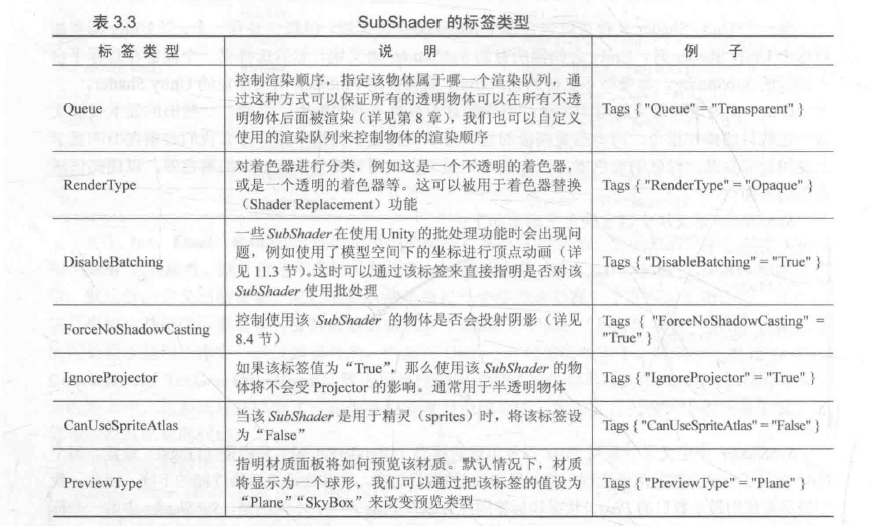 表 3.3 SubShader 的标签类型
标 签 类 型 说 明 例 子
Queue
控制渲染顺序，指定该物体属于哪一个渲染队列，通
过这种方式可以保证所有的透明物体可以在所有不透
明物体后面被渲染（详见第 8 章），我们也可以自定义
使用的渲染队列来控制物体的渲染顺序
Tags { "Queue" = "Transparent" }
RenderType
对着色器进行分类，例如这是一个不透明的着色器，
或是一个透明的着色器等。这可以被用于着色器替换
（Shader Replacement）功能
Tags { "RenderType" = "Opaque" }
DisableBatching
一些 SubShader 在使用 Unity 的批处理功能时会出现问
题，例如使用了模型空间下的坐标进行顶点动画（详
见 11.3 节）。这时可以通过该标签来直接指明是否对该
SubShader 使用批处理
Tags { "DisableBatching" = "True" }
ForceNoShadowCasting
控制使用该 SubShader 的物体是否会投射阴影（详见
8.4 节）
Tags { "ForceNoShadowCasting" =
"True" }
IgnoreProjector
如果该标签值为“True”，那么使用该 SubShader 的物
体将不会受 Projector 的影响。通常用于半透明物体
Tags { "IgnoreProjector" = "True" }
CanUseSpriteAtlas
当该 SubShader 是用于精灵（sprites）时，将该标签设
为“False”
Tags { "CanUseSpriteAtlas" = "False" }
PreviewType
指明材质面板将如何预览该材质。默认情况下，材质
将显示为一个球形，我们可以通过把该标签的值设为
“Plane”“SkyBox”来改变预览类型
Tags { "PreviewType" = "Plane" }